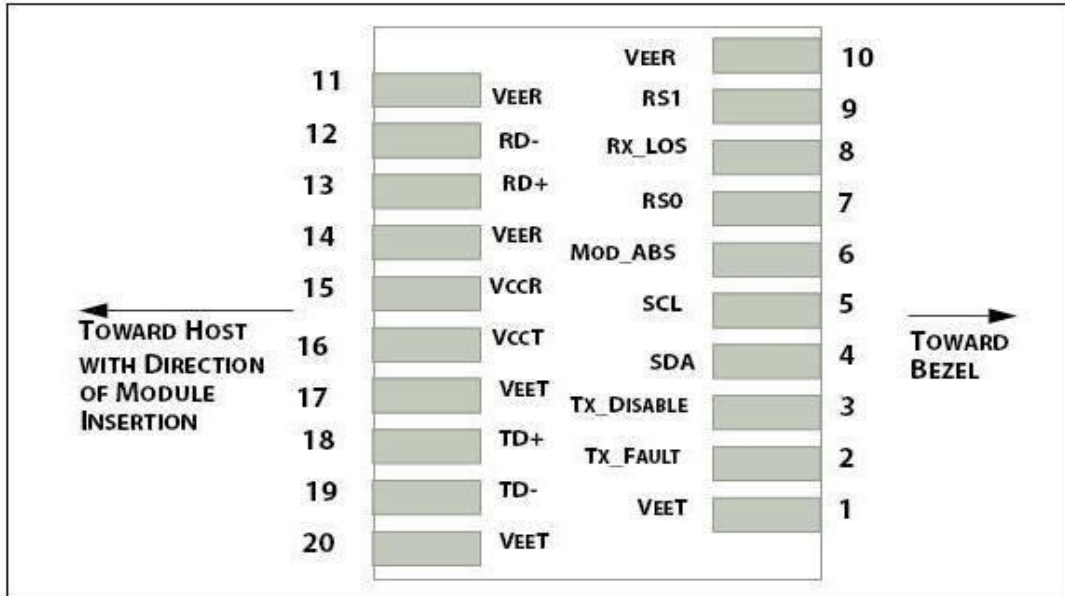 11 VEER
12 RD-
13 RD+
14 VEER
15 VCCR
16 VCCT
17 VEET
18 TD+
19 TD-
20 VEET
VEER 10
RS1 9
RX_LOS 8
RS0 7
MOD_ABS 6
SCL 5
SDA 4
TX_DISABLE 3
TX_FAULT 2
VEET 1
TOWARD HOST
WITH DIRECTION
OF MODULE
INSERTION
TOWARD
BEZEL